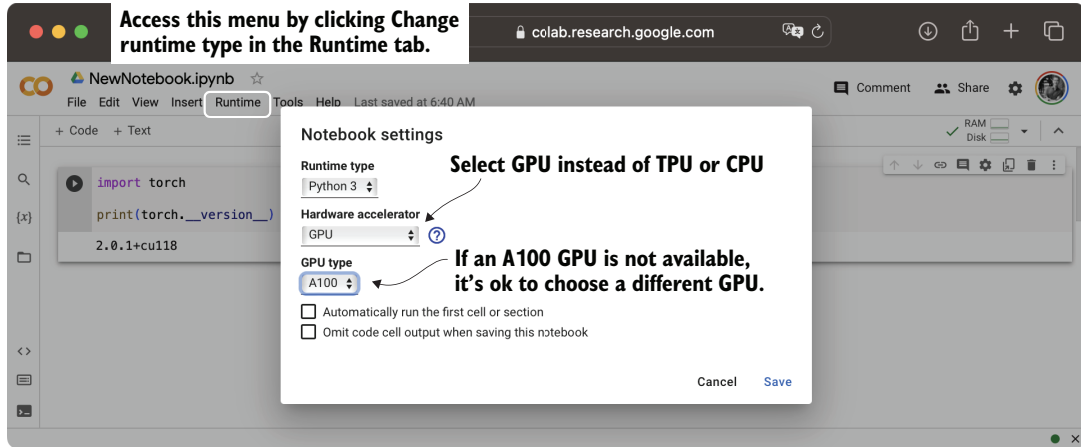 Access this menu by clicking Change
runtime type in the Runtime tab.
colab.research.google.com
CO
NewNotebook.ipynb
File Edit View Insert Runtime Tools Help Last saved at 6:40 AM
Comment Share
+ Code + Text
RAM
Disk
Notebook settings
Runtime type
Select GPU instead of TPU or CPU
Python 3
Hardware accelerator
GPU
?
GPU type
If an A100 GPU is not available,
it's ok to choose a different GPU.
A100
Automatically run the first cell or section
Omit code cell output when saving this notebook
Cancel Save
{x}
import torch
print(torch.__version__)
2.0.1+cu118